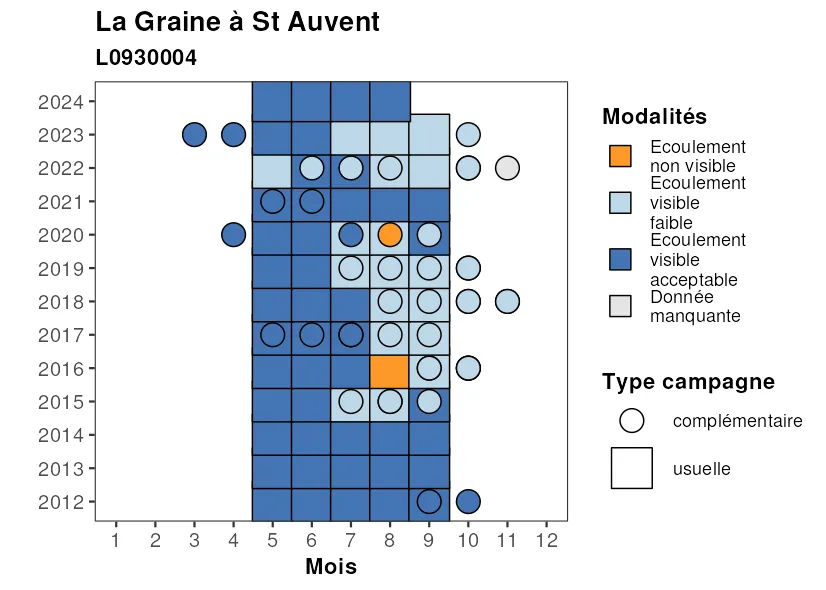 La Graine à St Auvent
L0930004
2024
2023
2022
2021
2020
2019
2018
2017
2016
2015
2014
2013
2012
1 2 3 4 5 6 7 8 9 10 11 12
Mois
Modalités
Ecoulement
non visible
Ecoulement
visible
faible
Ecoulement
visible
acceptable
Donnée
manquante
Type campagne
complémentaire
usuelle